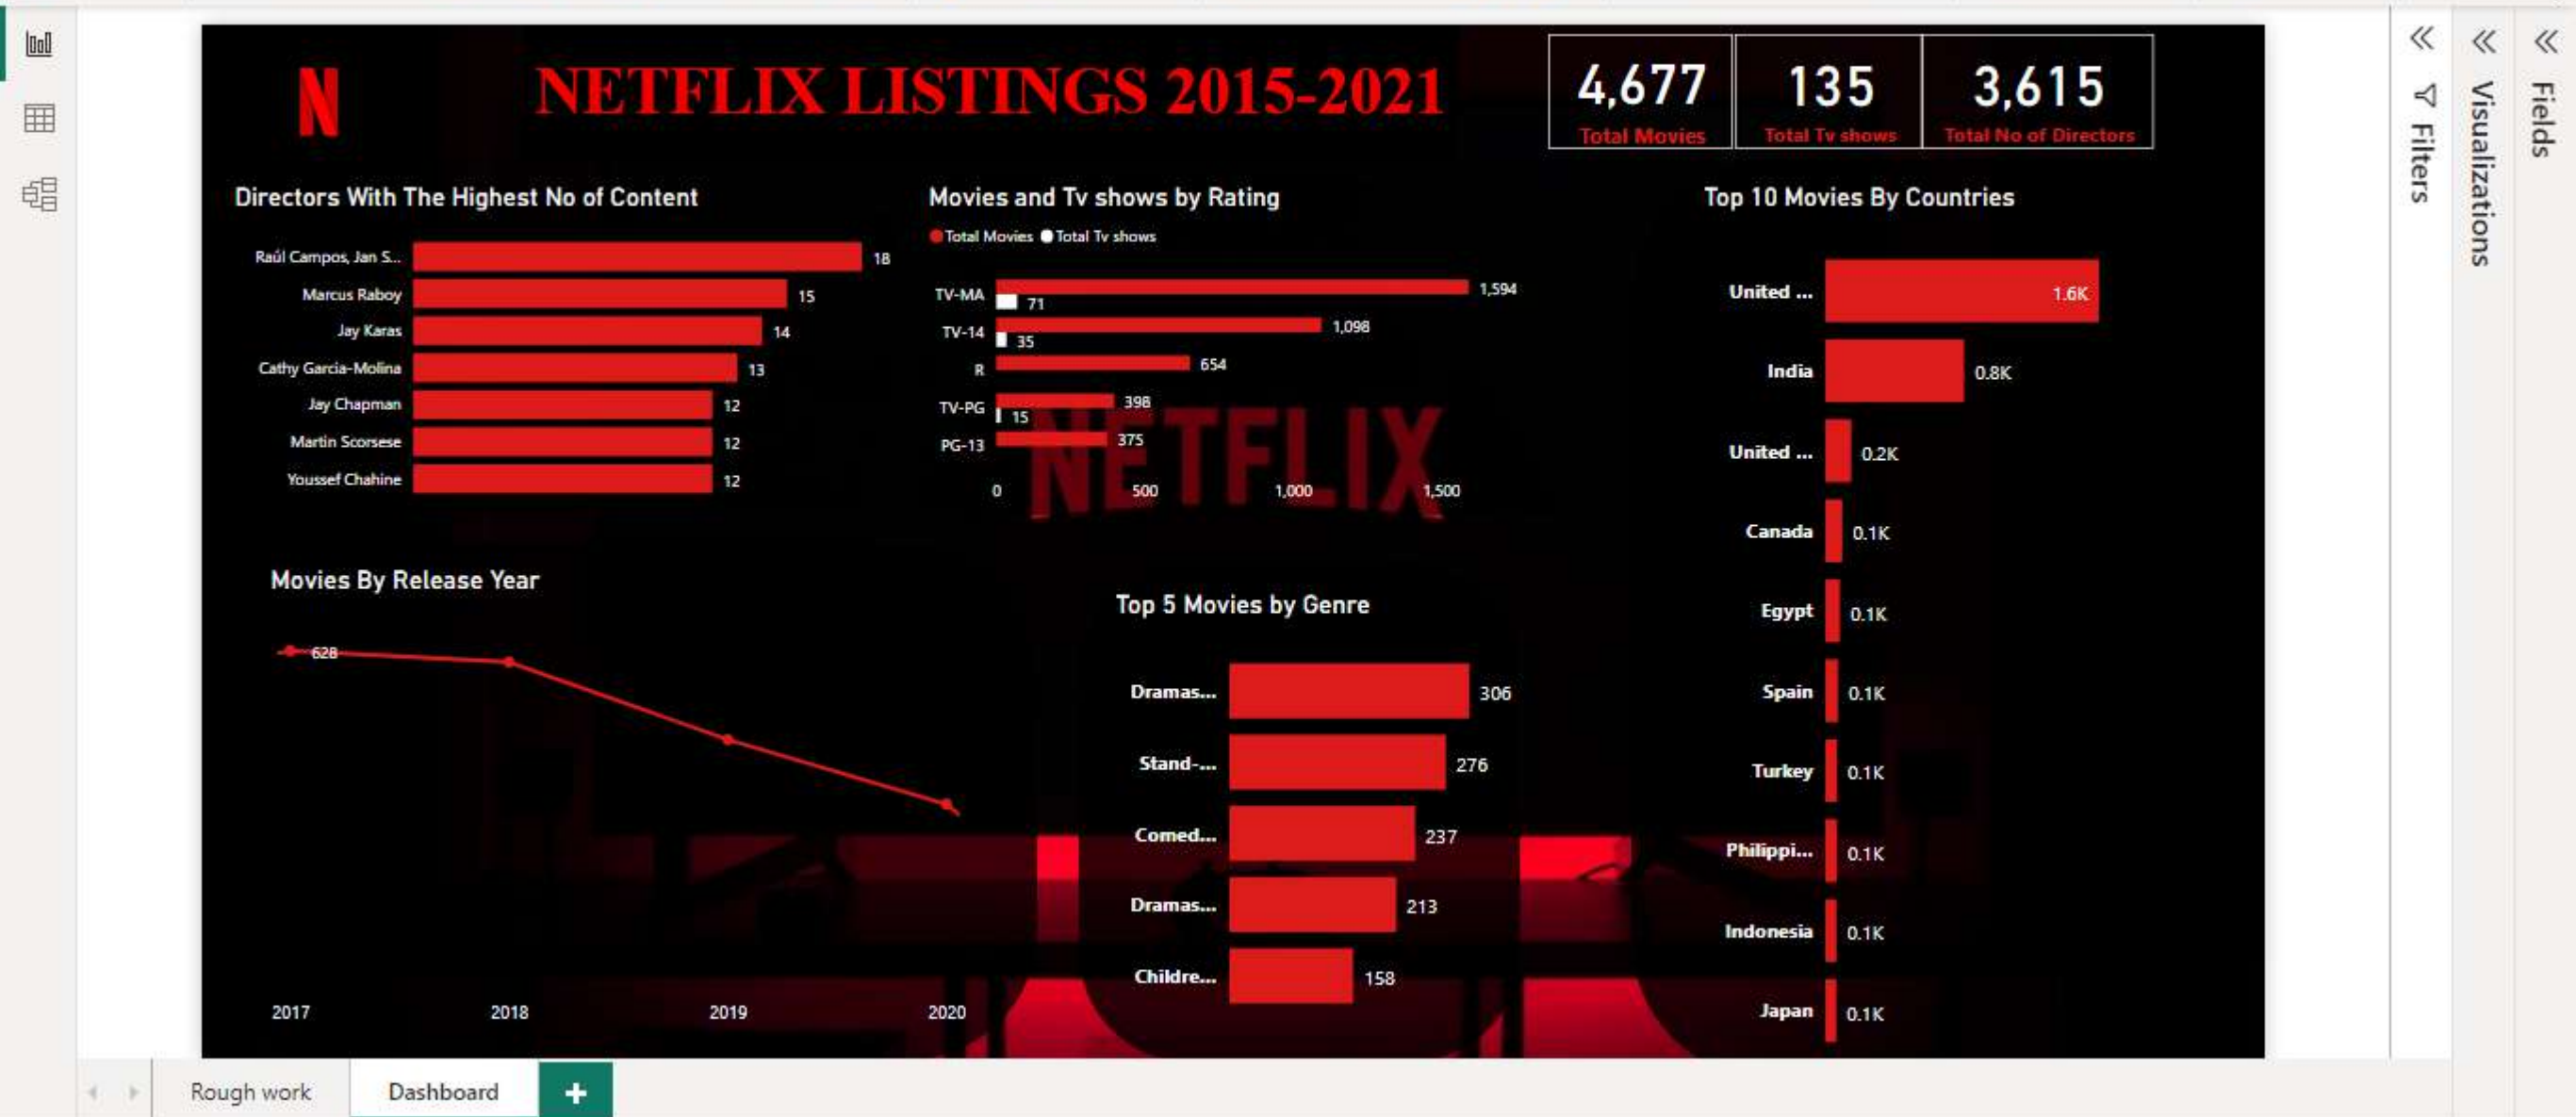 N
NETFLIX LISTINGS 2015-2021
4,677
Total Movies
135
Total Tv shows
3,615
Total No of Directors
Directors With The Highest No of Content
Raúl Campos, Jan S... 18
Marcus Raboy 15
Jay Karas 14
Cathy Garcia-Molina 13
Jay Chapman 12
Martin Scorsese 12
Youssef Chahine 12
Movies and Tv shows by Rating
Total Movies Total Tv shows
TV-MA 1,594
71
TV-14 1,098
35
R 654
TV-PG 398
15
PG-13 375
0 500 1,000 1,500
NETFLIX
Top 10 Movies By Countries
United ... 1.6K
India 0.8K
United ... 0.2K
Canada 0.1K
Egypt 0.1K
Spain 0.1K
Turkey 0.1K
Philippi... 0.1K
Indonesia 0.1K
Japan 0.1K
Movies By Release Year
628
2017 2018 2019 2020
Top 5 Movies by Genre
Dramas... 306
Stand-... 276
Comed... 237
Dramas... 213
Childre... 158
Filters
Visualizations
Fields
Rough work
Dashboard